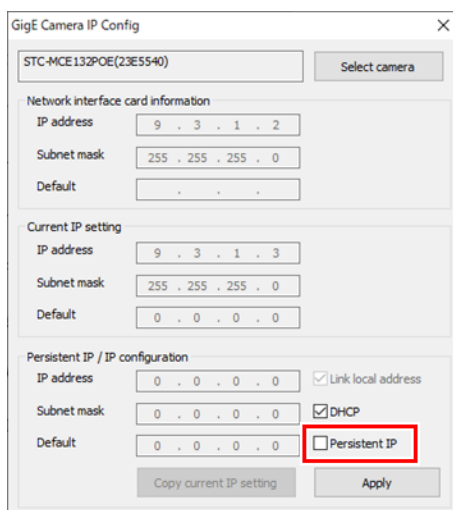 GigE Camera IP Config
STC-MCE132POE(23E5540)
Select camera
Network interface card information
IP address 9 . 3 . 1 . 2
Subnet mask 255 . 255 . 255 . 0
Default . . .
Current IP setting
IP address 9 . 3 . 1 . 3
Subnet mask 255 . 255 . 255 . 0
Default 0 . 0 . 0 . 0
Persistent IP / IP configuration
IP address 0 . 0 . 0 . 0 Link local address
Subnet mask 0 . 0 . 0 . 0 DHCP
Default 0 . 0 . 0 . 0 Persistent IP
Copy current IP setting Apply